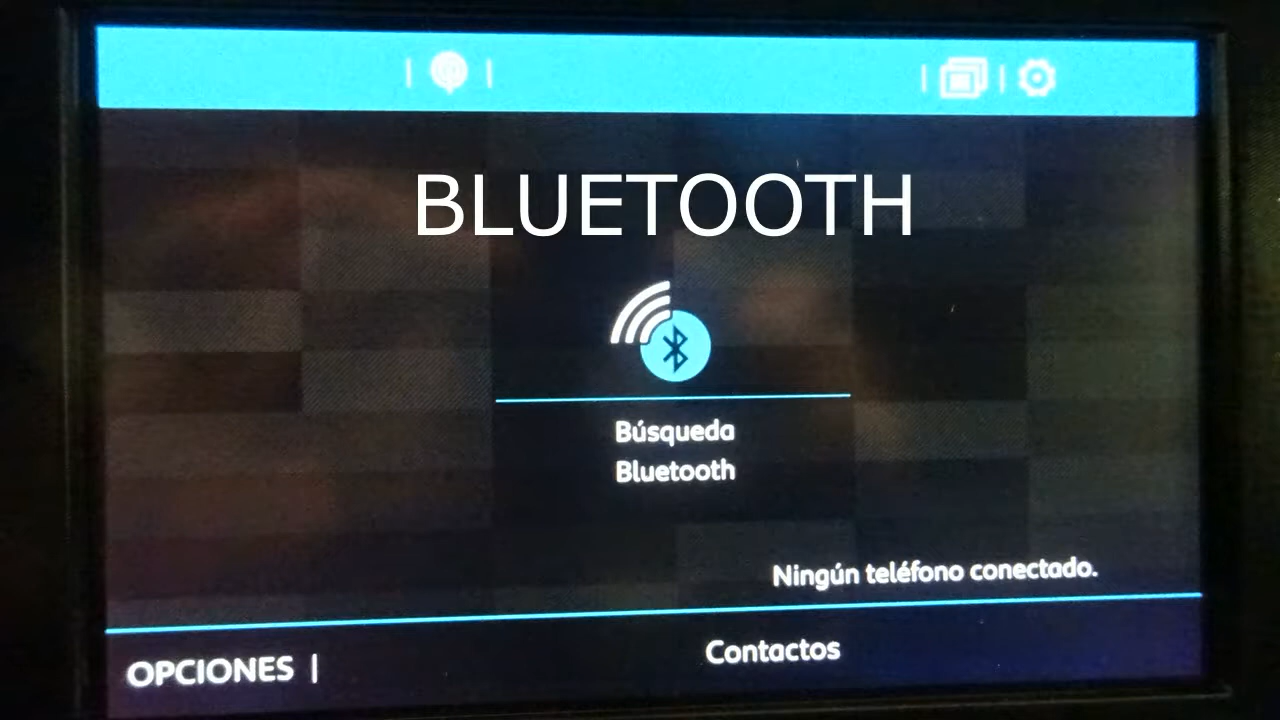 BLUETOOTH
Búsqueda
Bluetooth
Ningún teléfono conectado.
OPCIONES |
Contactos